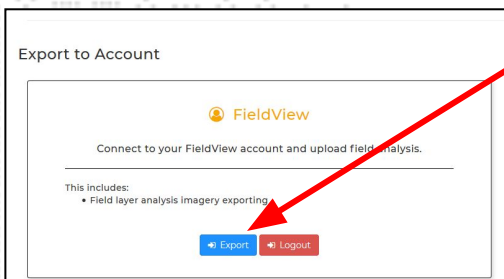 Export to Account
FieldView
Connect to your FieldView account and upload field analysis.
This includes:
• Field layer analysis imagery exporting
Export Logout